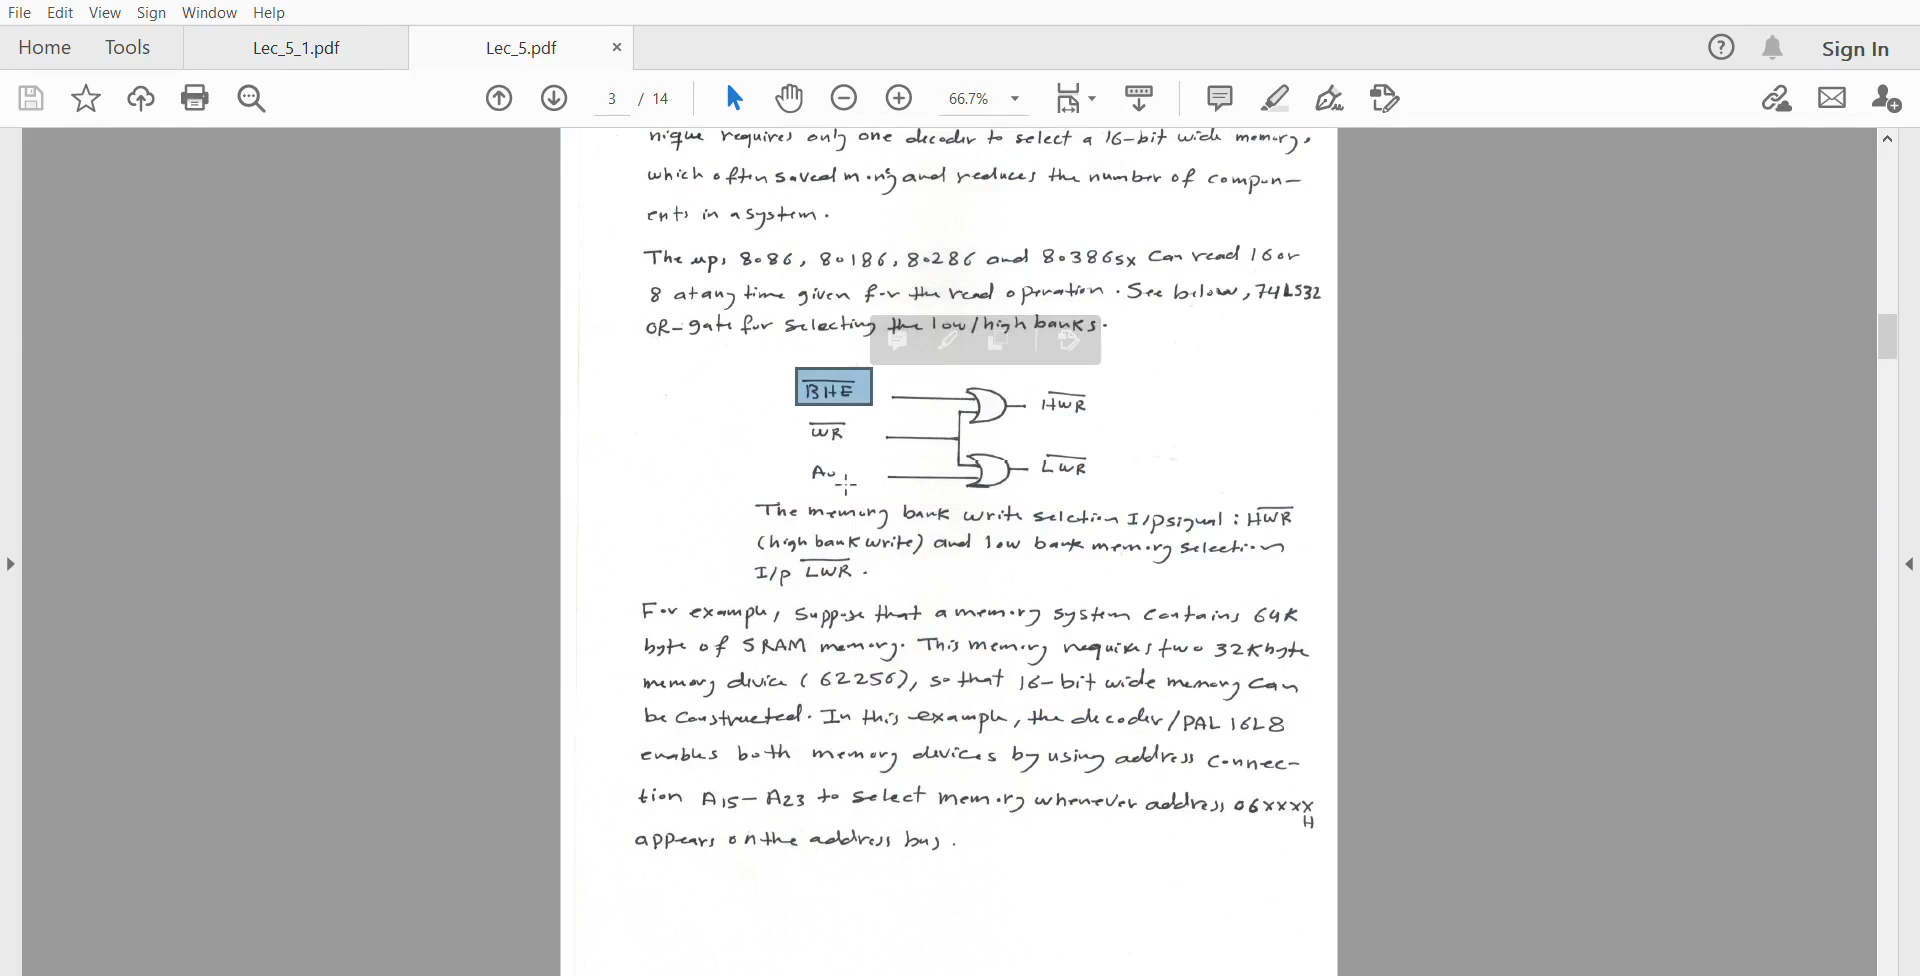 File Edit View Sign Window Help
Home Tools Lec_5_1.pdf Lec_5.pdf × Sign In
3 / 14 66.7%
nique requires only one decoder to select a 16-bit wide memory,
which often saved money and reduces the number of compon-
ents in a system.
The μps 8086, 80186, 80286 and 80386sx can read 16 or
8 at any time given for the read operation. See below, 74LS32
OR-gate for selecting the low/high banks.
B̅H̅E̅
H̅W̅R̅
W̅R̅
A0
L̅W̅R̅
The memory bank write selection I/p signal : H̅W̅R̅
(high bank write) and low bank memory selection
I/p L̅W̅R̅ .
For example, suppose that a memory system contains 64K
byte of SRAM memory. This memory requires two 32Kbyte
memory device (62256), so that 16-bit wide memory can
be constructed. In this example, the decoder/PAL 16L8
enables both memory devices by using address connec-
tion A15 - A23 to select memory whenever address 06XXXX
H
appears on the address bus .